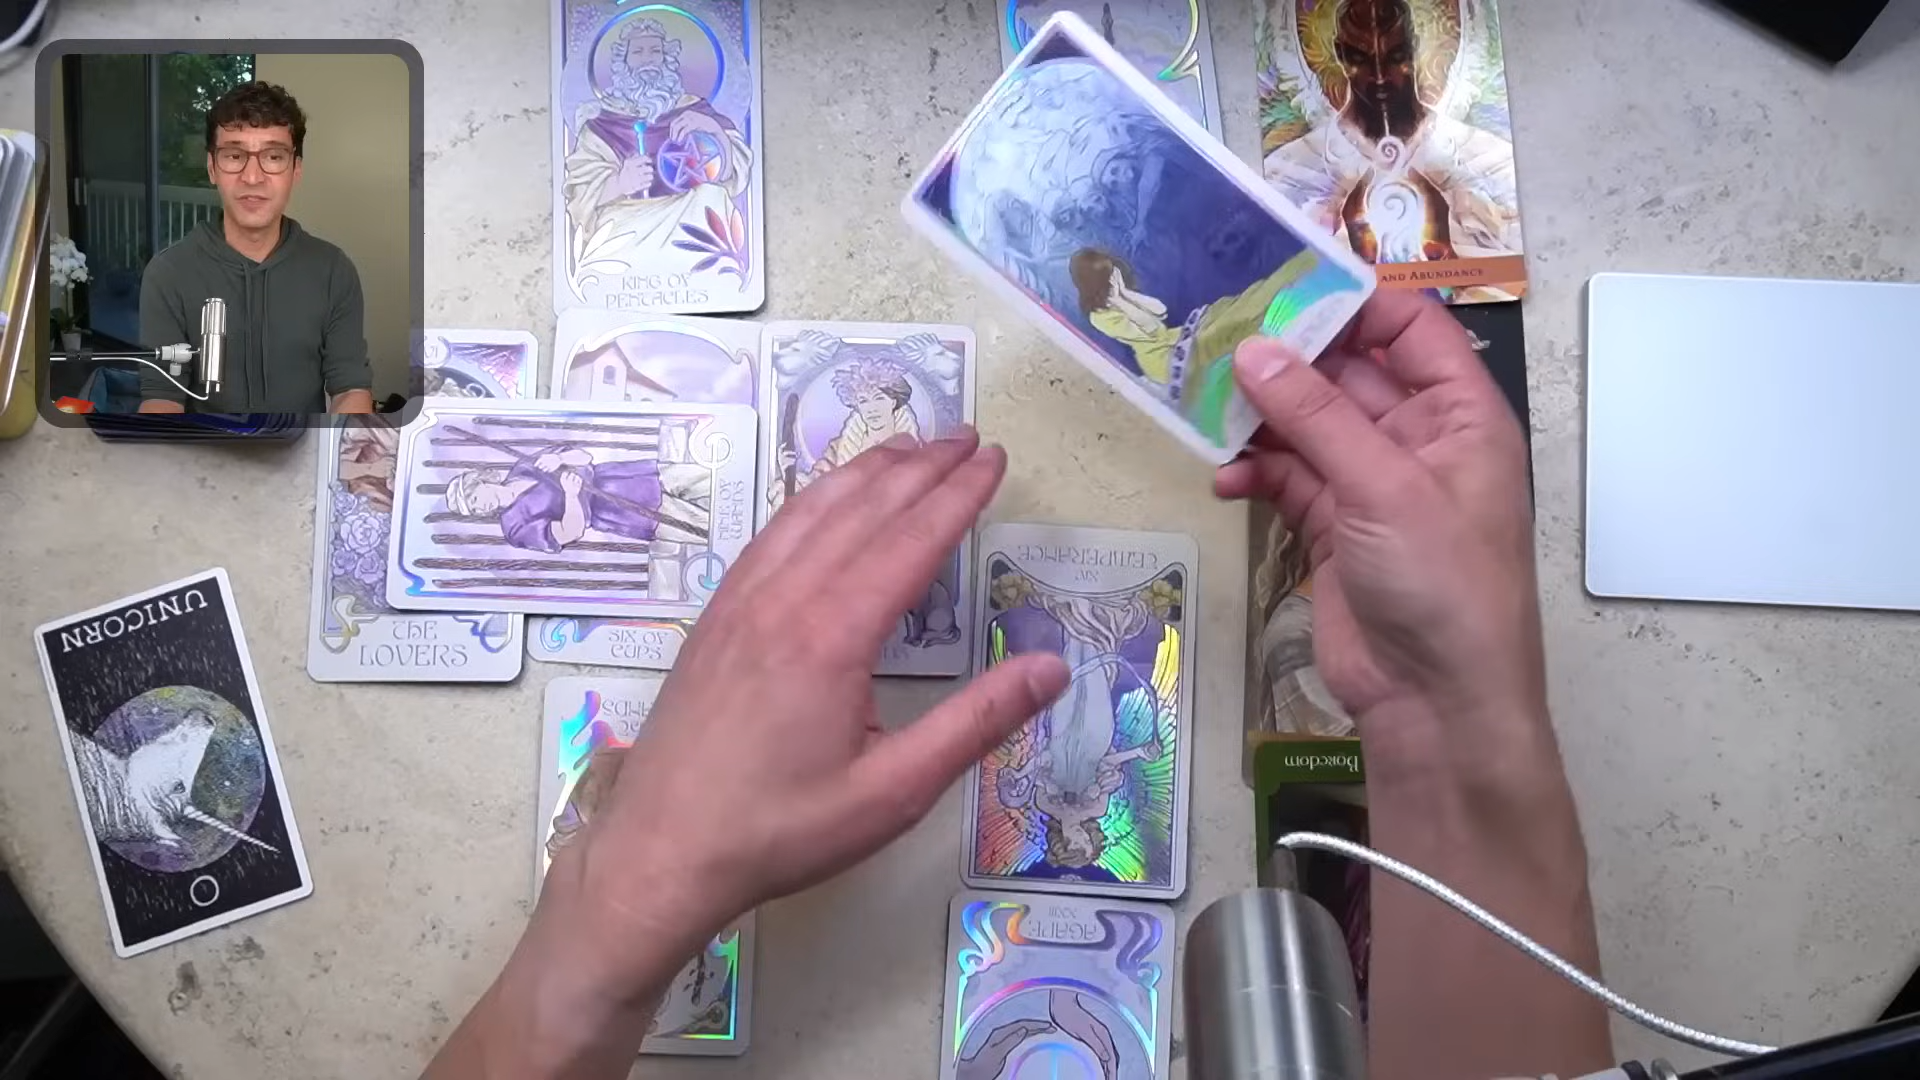 KING OF
PENTACLES
AND ABUNDANCE
NINE OF
WANDS
THE
LOVERS
SIX OF
CUPS
UNICORN
TEMPERANCE
XIV
Boredom
AGAPE
XXIII